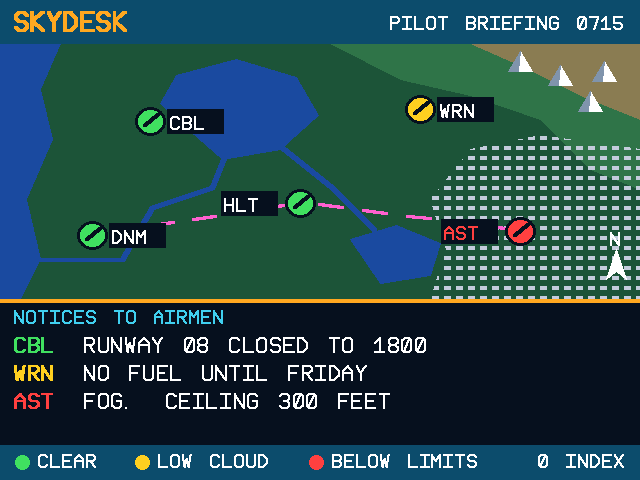 SKYDESK
PILOT BRIEFING 0715
CBL
WRN
HLT
DNM
AST
N
NOTICES TO AIRMEN
CBL RUNWAY 08 CLOSED TO 1800
WRN NO FUEL UNTIL FRIDAY
AST FOG. CEILING 300 FEET
CLEAR LOW CLOUD BELOW LIMITS 0 INDEX